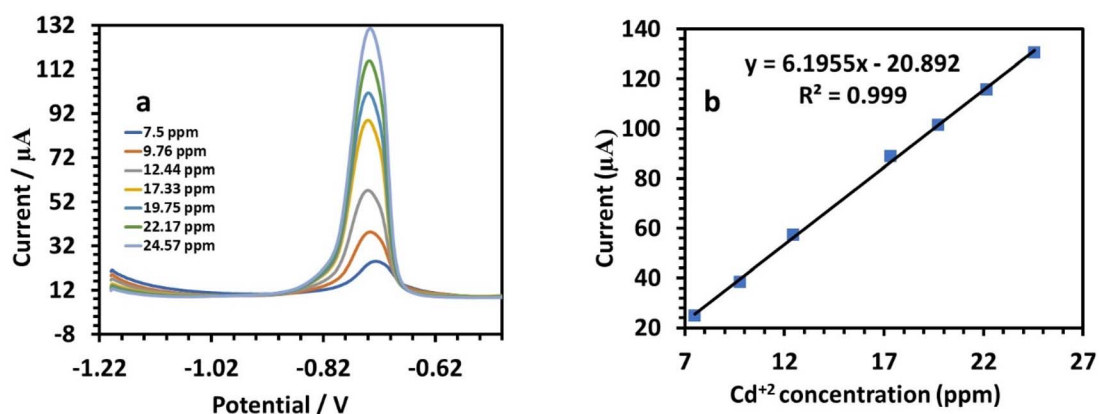 a
132
112
92
72
52
32
12
-8
Current / µA
7.5 ppm
9.76 ppm
12.44 ppm
17.33 ppm
19.75 ppm
22.17 ppm
24.57 ppm
-1.22 -1.02 -0.82 -0.62
Potential / V
b
y = 6.1955x - 20.892
R² = 0.999
140
120
100
80
60
40
20
Current (µA)
7 12 17 22 27
Cd⁺² concentration (ppm)